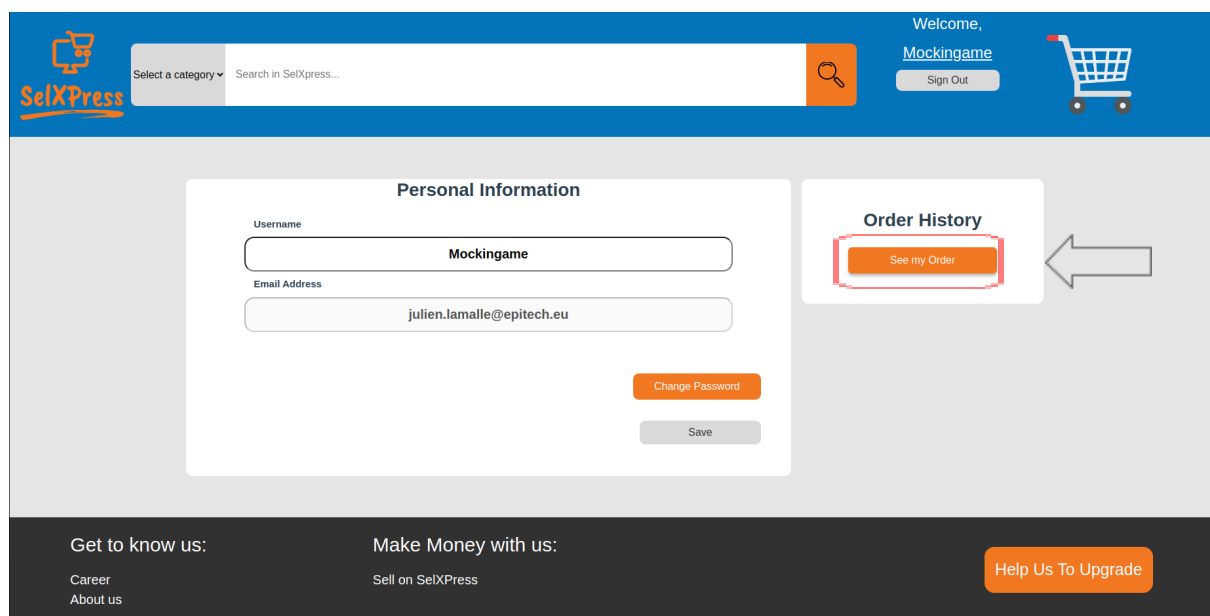 SelXPress
Select a category
Search in SelXpress...
Welcome,
Mockingame
Sign Out
Personal Information
Username
Mockingame
Email Address
julien.lamalle@epitech.eu
Change Password
Save
Order History
See my Order
Get to know us:
Career
About us
Make Money with us:
Sell on SelXPress
Help Us To Upgrade